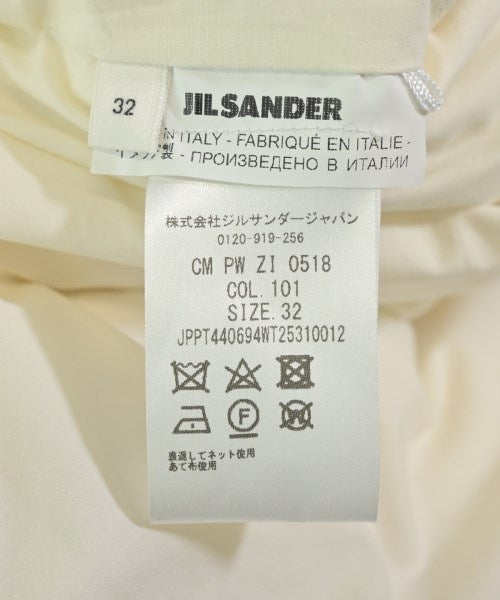 32
JILSANDER
IN ITALY - FABRIQUÉ EN ITALIE -
イタリア製 - ПРОИЗВЕДЕНО В ИТАЛИИ
株式会社ジルサンダージャパン
0120-919-256
CM PW ZI 0518
COL. 101
SIZE. 32
JPPT440694WT25310012
F
W
裏返してネット使用
あて布使用